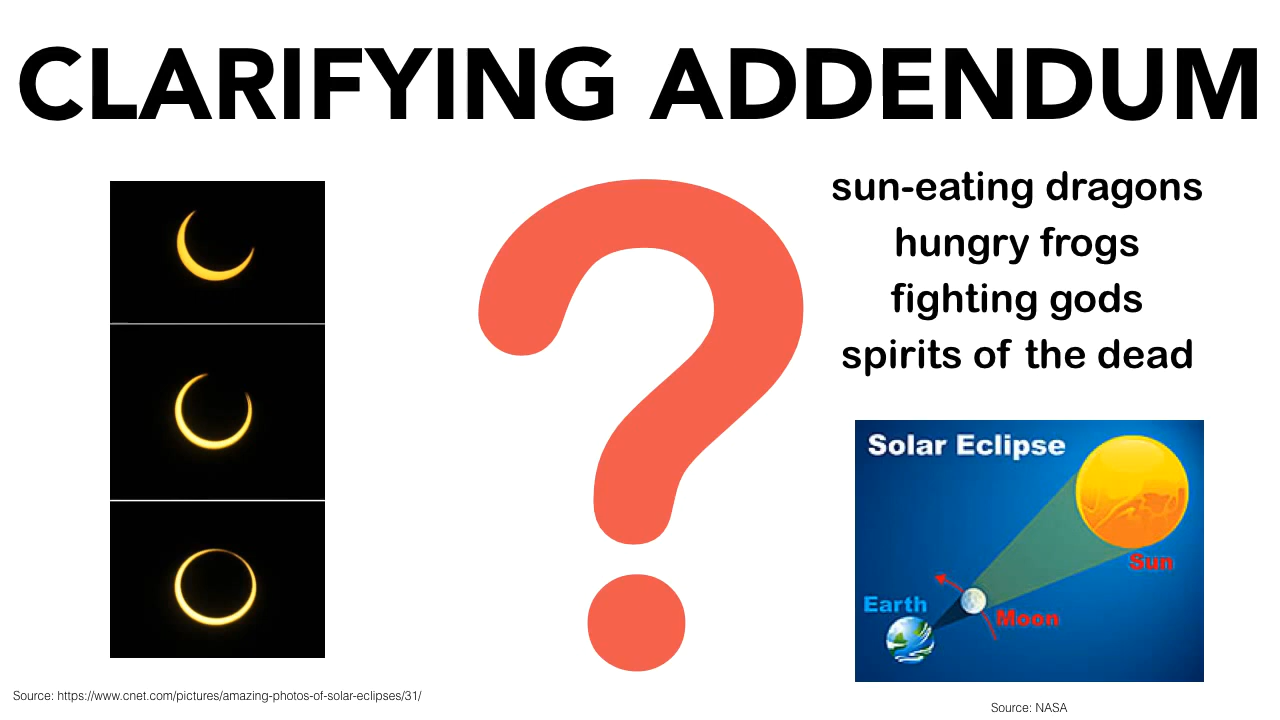 CLARIFYING ADDENDUM
sun-eating dragons
hungry frogs
fighting gods
spirits of the dead
?
Solar Eclipse
Sun
Earth
Moon
Source: https://www.cnet.com/pictures/amazing-photos-of-solar-eclipses/31/
Source: NASA